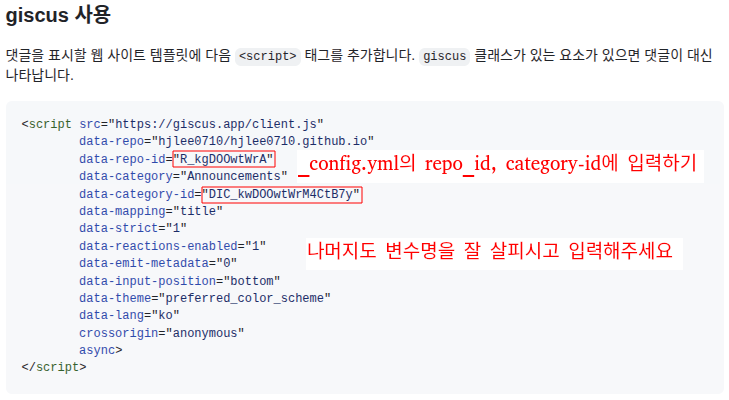 giscus 사용
댓글을 표시할 웹 사이트 템플릿에 다음 <script> 태그를 추가합니다. giscus 클래스가 있는 요소가 있으면 댓글이 대신
나타납니다.
<script src="https://giscus.app/client.js"
data-repo="hjlee0710/hjlee0710.github.io"
data-repo-id="R_kgDOOwtWrA"
_config.yml의 repo_id, category-id에 입력하기
data-category="Announcements"
data-category-id="DIC_kwDOOwtWrM4CtB7y"
data-mapping="title"
data-strict="1"
data-reactions-enabled="1"
나머지도 변수명을 잘 살피시고 입력해주세요
data-emit-metadata="0"
data-input-position="bottom"
data-theme="preferred_color_scheme"
data-lang="ko"
crossorigin="anonymous"
async>
</script>